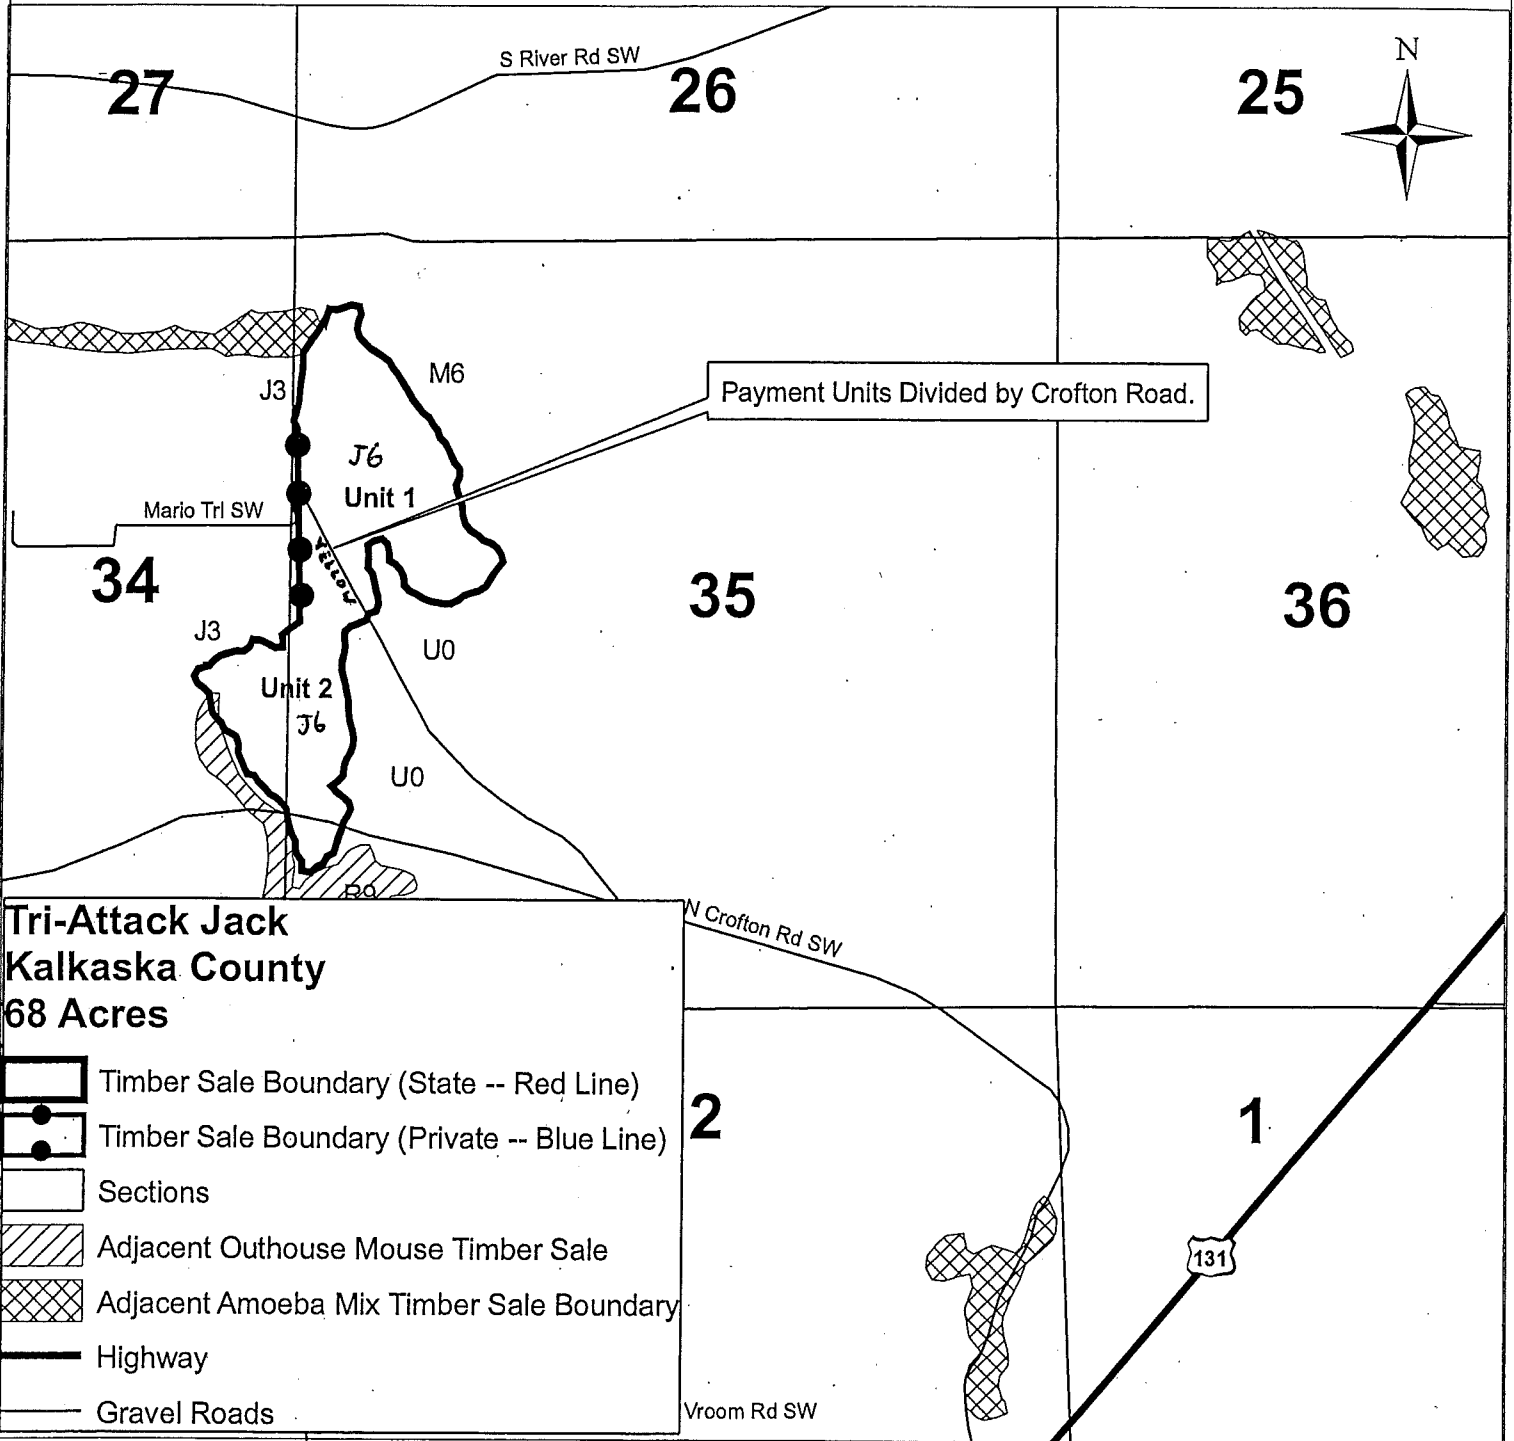 S River Rd SW
N
27
26
25
J3
M6
Payment Units Divided by Crofton Road.
J6
Unit 1
Mario Trl SW
YELLOW
34
35
36
J3
U0
Unit 2
J6
U0
N Crofton Rd SW
Tri-Attack Jack
Kalkaska County
68 Acres
Timber Sale Boundary (State -- Red Line)
Timber Sale Boundary (Private -- Blue Line)
Sections
Adjacent Outhouse Mouse Timber Sale
Adjacent Amoeba Mix Timber Sale Boundary
Highway
Gravel Roads
2
1
131
Vroom Rd SW